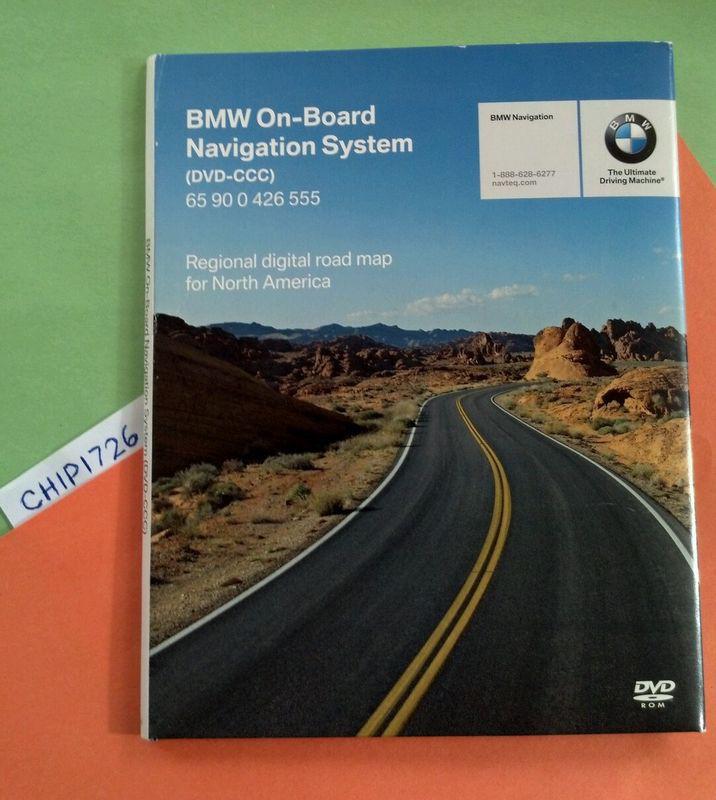 BMW On-Board
Navigation System
(DVD-CCC)
65 90 0 426 555
BMW Navigation
1-888-628-6277
navteq.com
BMW
The Ultimate
Driving Machine®
Regional digital road map
for North America
BMW On-Board Navigation System (DVD-CCC)
CHIP1726
DVD
ROM